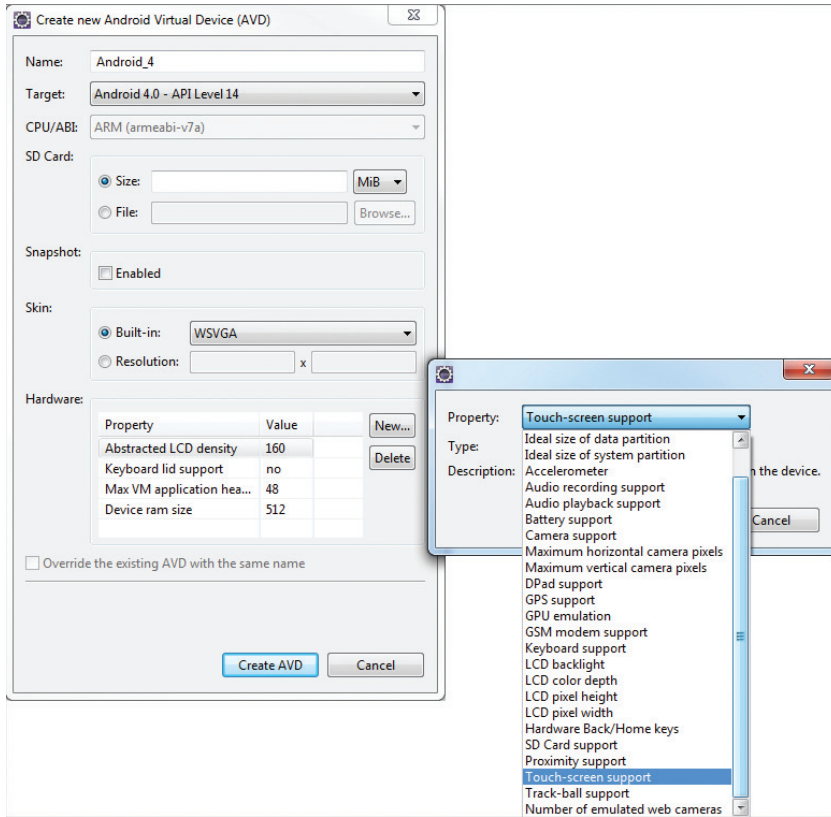 Create new Android Virtual Device (AVD)
Name: Android_4
Target: Android 4.0 - API Level 14
CPU/ABI: ARM (armeabi-v7a)
SD Card:
Size: MiB
File: Browse...
Snapshot:
Enabled
Skin:
Built-in: WSVGA
Resolution: x
Hardware:
Property Value New...
Abstracted LCD density 160
Keyboard lid support no Delete
Max VM application hea... 48
Device ram size 512
Override the existing AVD with the same name
Create AVD Cancel
Property: Touch-screen support
Type:
Description: the device.
Cancel
Ideal size of data partition
Ideal size of system partition
Accelerometer
Audio recording support
Audio playback support
Battery support
Camera support
Maximum horizontal camera pixels
Maximum vertical camera pixels
DPad support
GPS support
GPU emulation
GSM modem support
Keyboard support
LCD backlight
LCD color depth
LCD pixel height
LCD pixel width
Hardware Back/Home keys
SD Card support
Proximity support
Touch-screen support
Track-ball support
Number of emulated web cameras